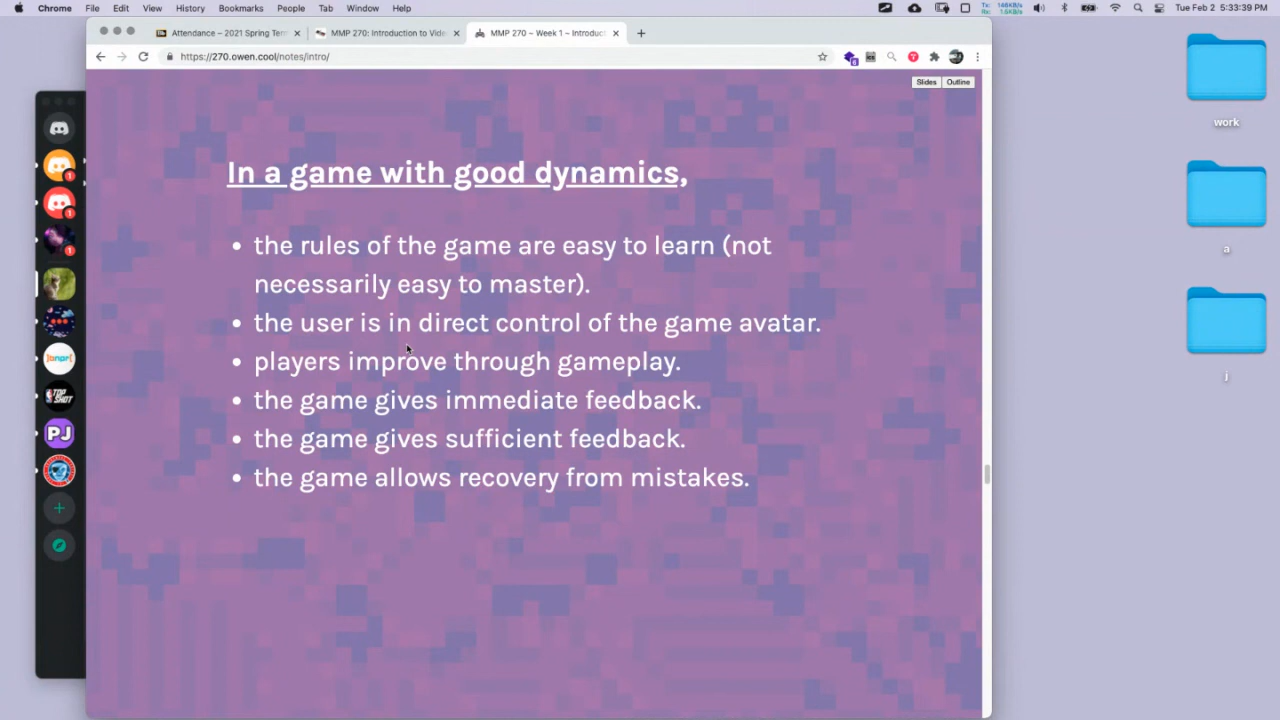 Chrome File Edit View History Bookmarks People Tab Window Help
Tue Feb 2 5:33:39 PM
Attendance – 2021 Spring Term
MMP 270: Introduction to Vide
MMP 270 ~ Week 1 ~ Introduct
https://270.owen.cool/notes/intro/
Slides Outline
In a game with good dynamics,
• the rules of the game are easy to learn (not
necessarily easy to master).
• the user is in direct control of the game avatar.
• players improve through gameplay.
• the game gives immediate feedback.
• the game gives sufficient feedback.
• the game allows recovery from mistakes.
work
a
j
TOP SHOT
PJ